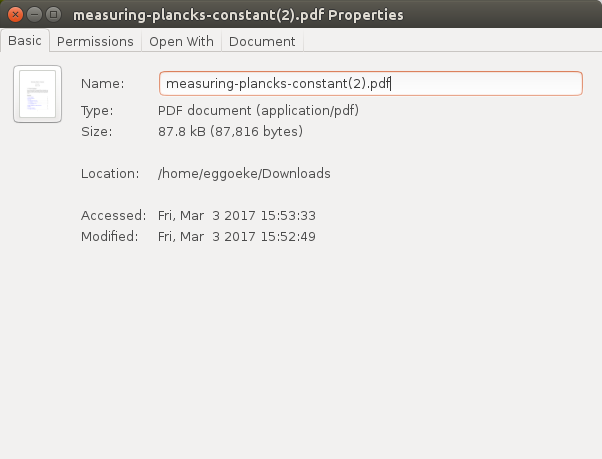 measuring-plancks-constant(2).pdf Properties
Basic Permissions Open With Document
Name: measuring-plancks-constant(2).pdf
Type: PDF document (application/pdf)
Size: 87.8 kB (87,816 bytes)
Location: /home/eggoeke/Downloads
Accessed: Fri, Mar  3 2017 15:53:33
Modified: Fri, Mar  3 2017 15:52:49